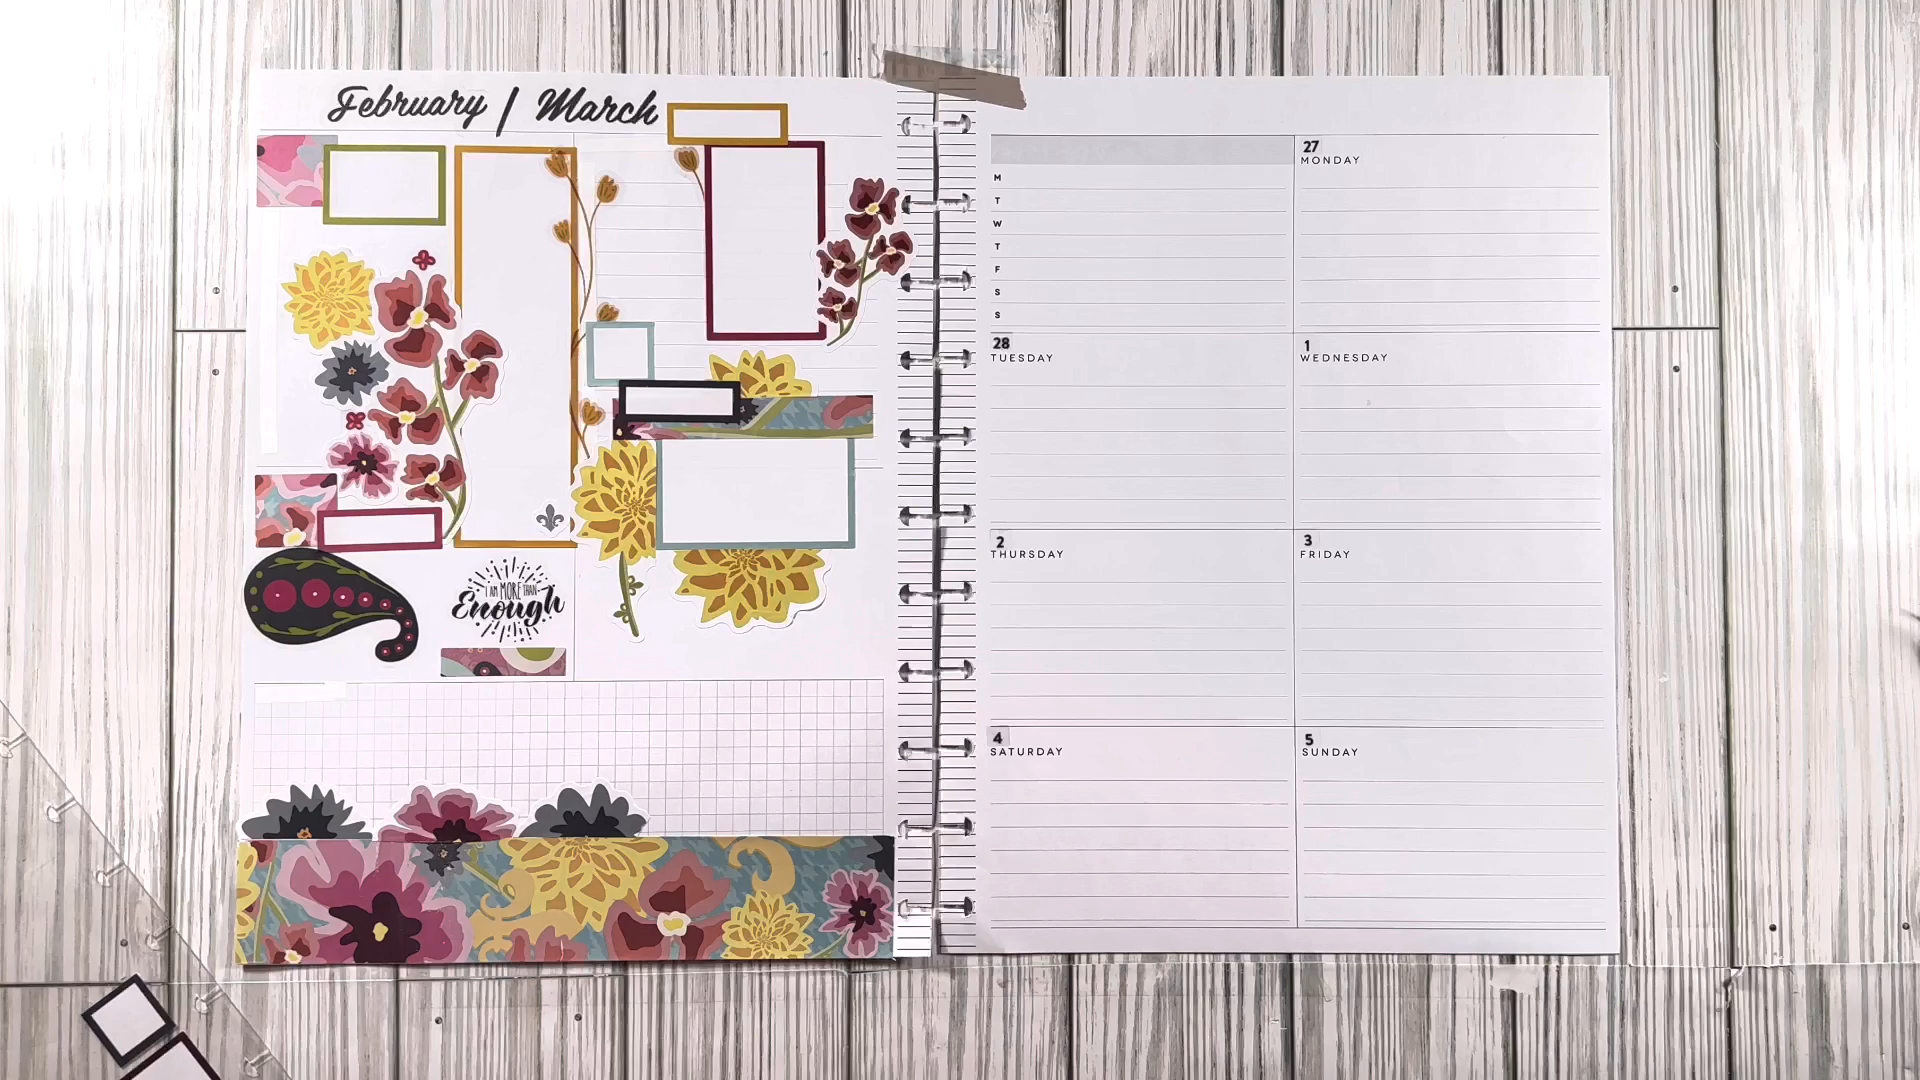 February / March
I AM MORE THAN
Enough
M
T
W
T
F
S
S
27
MONDAY
28
TUESDAY
1
WEDNESDAY
2
THURSDAY
3
FRIDAY
4
SATURDAY
5
SUNDAY